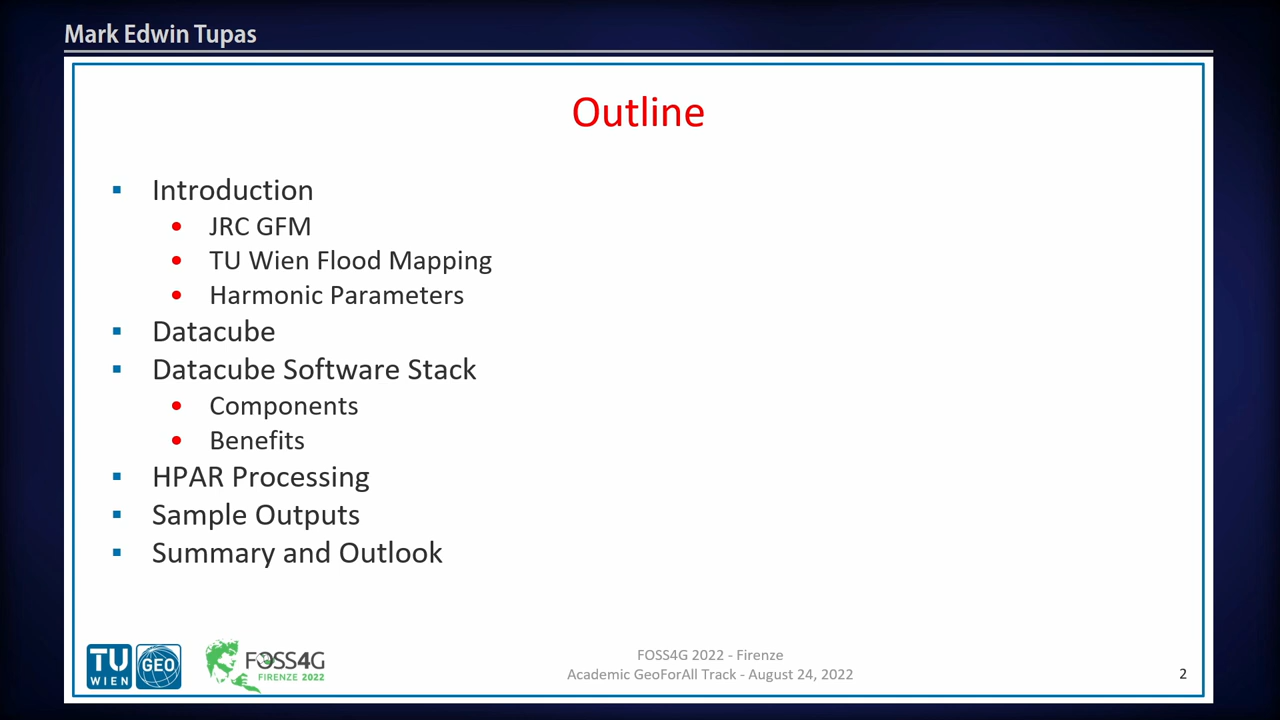 Mark Edwin Tupas
Outline
Introduction
JRC GFM
TU Wien Flood Mapping
Harmonic Parameters
Datacube
Datacube Software Stack
Components
Benefits
HPAR Processing
Sample Outputs
Summary and Outlook
TU
WIEN
GEO
FOSS4G
FIRENZE 2022
FOSS4G 2022 - Firenze
Academic GeoForAll Track - August 24, 2022
2